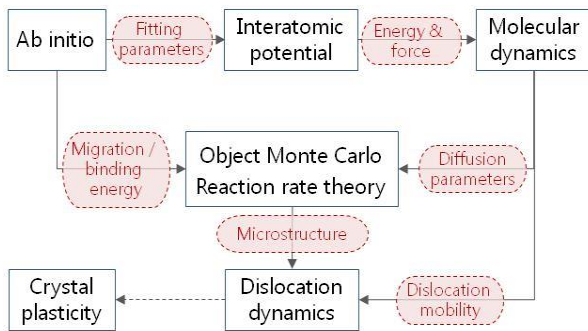 Ab initio
Fitting
parameters
Interatomic
potential
Energy &
force
Molecular
dynamics
Migration /
binding
energy
Object Monte Carlo
Reaction rate theory
Diffusion
parameters
Microstructure
Crystal
plasticity
Dislocation
dynamics
Dislocation
mobility